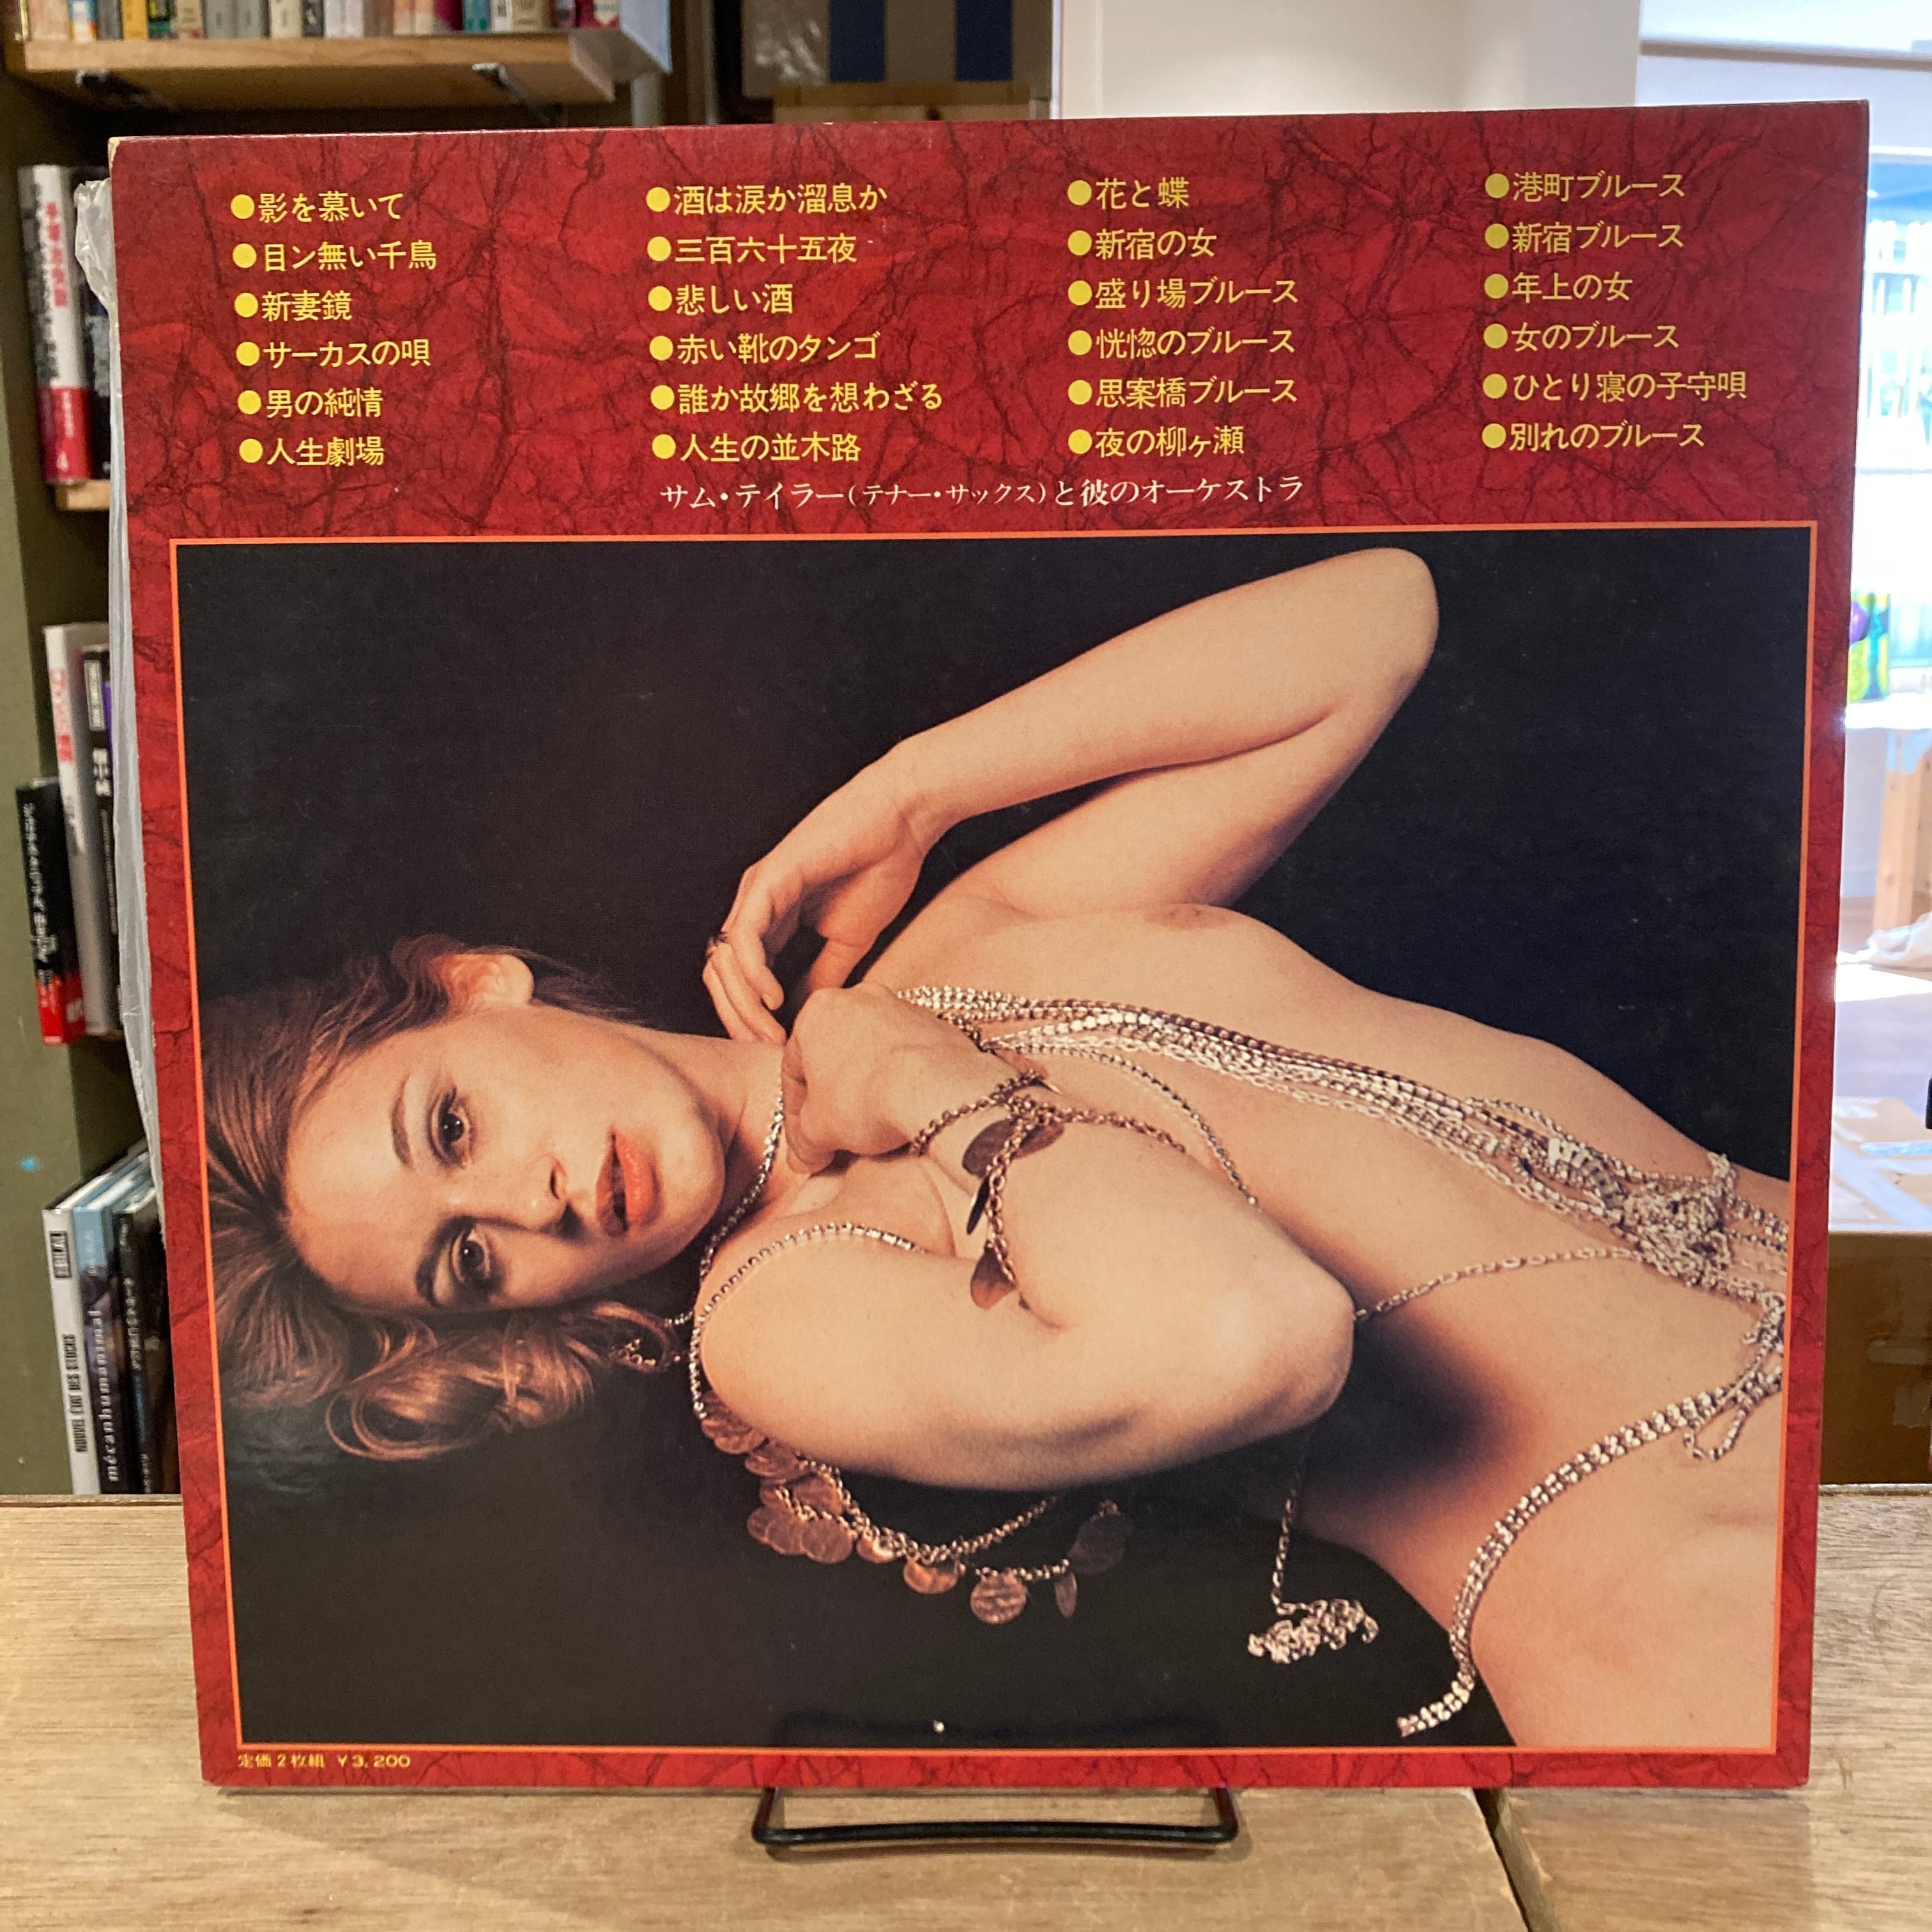 ●影を慕いて
●目ン無い千鳥
●新妻鏡
●サーカスの唄
●男の純情
●人生劇場
●酒は涙か溜息か
●三百六十五夜
●悲しい酒
●赤い靴のタンゴ
●誰か故郷を想わざる
●人生の並木路
●花と蝶
●新宿の女
●盛り場ブルース
●恍惚のブルース
●思案橋ブルース
●夜の柳ヶ瀬
●港町ブルース
●新宿ブルース
●年上の女
●女のブルース
●ひとり寝の子守唄
●別れのブルース
サム・テイラー(テナー・サックス)と彼のオーケストラ
定価2枚組 ¥3,200
NOUVEL ÉTAT DES STOCKS
mécanhumanimal